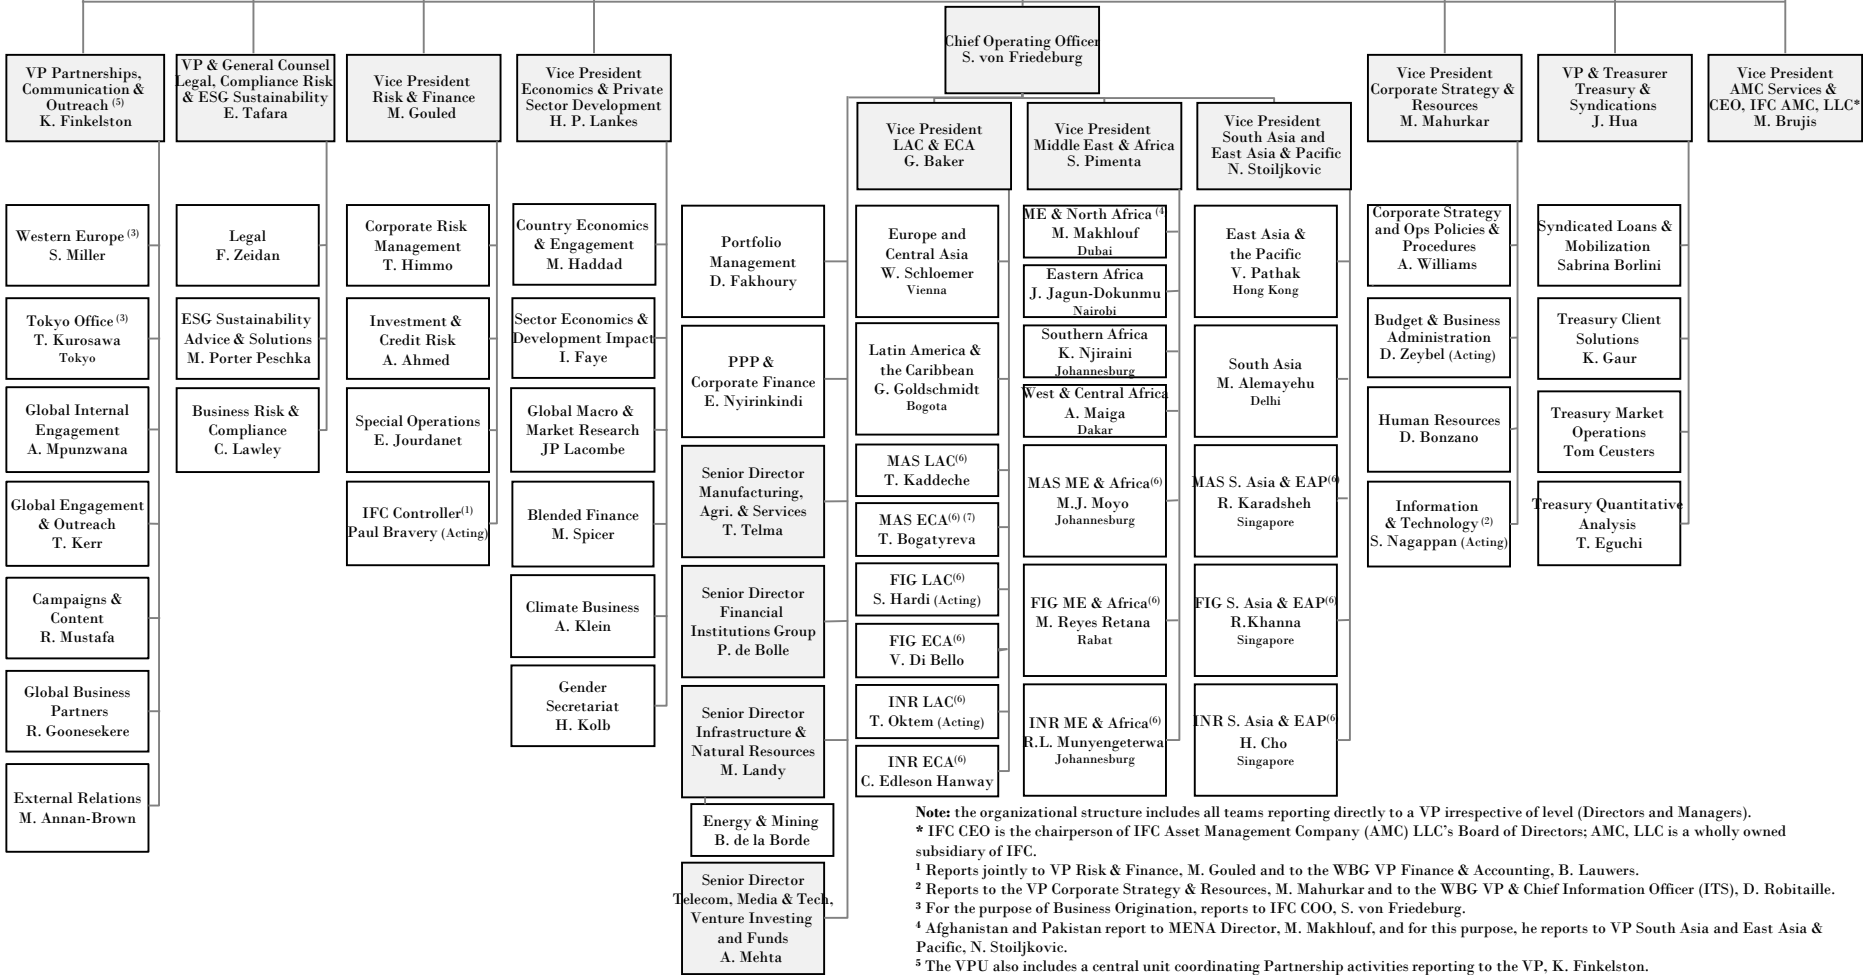 Chief Operating Officer
S. von Friedeburg
VP Partnerships,
Communication &
Outreach (5)
K. Finkelston
VP & General Counsel
Legal, Compliance Risk
& ESG Sustainability
E. Tafara
Vice President
Risk & Finance
M. Gouled
Vice President
Economics & Private
Sector Development
H. P. Lankes
Vice President
LAC & ECA
G. Baker
Vice President
Middle East & Africa
S. Pimenta
Vice President
South Asia and
East Asia & Pacific
N. Stoiljkovic
Vice President
Corporate Strategy &
Resources
M. Mahurkar
VP & Treasurer
Treasury &
Syndications
J. Hua
Vice President
AMC Services &
CEO, IFC AMC, LLC*
M. Brujis
Western Europe (3)
S. Miller
Tokyo Office (3)
T. Kurosawa
Tokyo
Global Internal
Engagement
A. Mpunzwana
Global Engagement
& Outreach
T. Kerr
Campaigns &
Content
R. Mustafa
Global Business
Partners
R. Goonesekere
External Relations
M. Annan-Brown
Legal
F. Zeidan
ESG Sustainability
Advice & Solutions
M. Porter Peschka
Business Risk &
Compliance
C. Lawley
Corporate Risk
Management
T. Himmo
Investment &
Credit Risk
A. Ahmed
Special Operations
E. Jourdanet
IFC Controller(1)
Paul Bravery (Acting)
Country Economics
& Engagement
M. Haddad
Sector Economics &
Development Impact
I. Faye
Global Macro &
Market Research
JP Lacombe
Blended Finance
M. Spicer
Climate Business
A. Klein
Gender
Secretariat
H. Kolb
Portfolio
Management
D. Fakhoury
PPP &
Corporate Finance
E. Nyirinkindi
Senior Director
Manufacturing,
Agri. & Services
T. Telma
Senior Director
Financial
Institutions Group
P. de Bolle
Senior Director
Infrastructure &
Natural Resources
M. Landy
Energy & Mining
B. de la Borde
Senior Director
Telecom, Media & Tech,
Venture Investing
and Funds
A. Mehta
Europe and
Central Asia
W. Schloemer
Vienna
Latin America &
the Caribbean
G. Goldschmidt
Bogota
MAS LAC(6)
T. Kaddeche
MAS ECA(6) (7)
T. Bogatyreva
FIG LAC(6)
S. Hardi (Acting)
FIG ECA(6)
V. Di Bello
INR LAC(6)
T. Oktem (Acting)
INR ECA(6)
C. Edleson Hanway
ME & North Africa (4
M. Makhlouf
Dubai
Eastern Africa
J. Jagun-Dokunmu
Nairobi
Southern Africa
K. Njiraini
Johannesburg
West & Central Africa
A. Maiga
Dakar
MAS ME & Africa(6)
M.J. Moyo
Johannesburg
FIG ME & Africa(6)
M. Reyes Retana
Rabat
INR ME & Africa(6)
R.L. Munyengeterwa
Johannesburg
East Asia &
the Pacific
V. Pathak
Hong Kong
South Asia
M. Alemayehu
Delhi
MAS S. Asia & EAP(6)
R. Karadsheh
Singapore
FIG S. Asia & EAP(6)
R.Khanna
Singapore
INR S. Asia & EAP(6)
H. Cho
Singapore
Corporate Strategy
and Ops Policies &
Procedures
A. Williams
Budget & Business
Administration
D. Zeybel (Acting)
Human Resources
D. Bonzano
Information
& Technology (2)
S. Nagappan (Acting)
Syndicated Loans &
Mobilization
Sabrina Borlini
Treasury Client
Solutions
K. Gaur
Treasury Market
Operations
Tom Ceusters
Treasury Quantitative
Analysis
T. Eguchi
Note: the organizational structure includes all teams reporting directly to a VP irrespective of level (Directors and Managers).
* IFC CEO is the chairperson of IFC Asset Management Company (AMC) LLC's Board of Directors; AMC, LLC is a wholly owned
subsidiary of IFC.
1 Reports jointly to VP Risk & Finance, M. Gouled and to the WBG VP Finance & Accounting, B. Lauwers.
2 Reports to the VP Corporate Strategy & Resources, M. Mahurkar and to the WBG VP & Chief Information Officer (ITS), D. Robitaille.
3 For the purpose of Business Origination, reports to IFC COO, S. von Friedeburg.
4 Afghanistan and Pakistan report to MENA Director, M. Makhlouf, and for this purpose, he reports to VP South Asia and East Asia &
Pacific, N. Stoiljkovic.
5 The VPU also includes a central unit coordinating Partnership activities reporting to the VP, K. Finkelston.